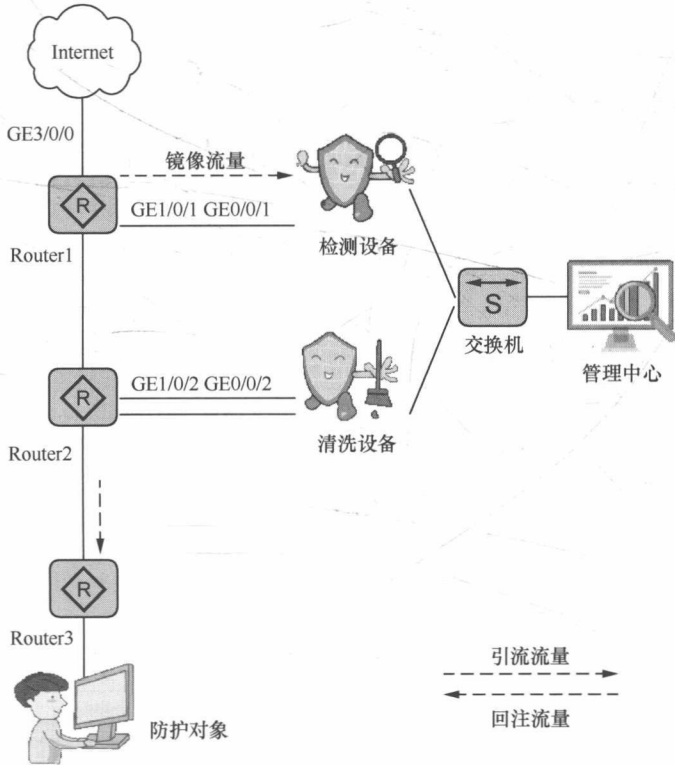 Internet
GE3/0/0
镜像流量
R
GE1/0/1 GE0/0/1
Router1
检测设备
S
交换机
管理中心
R
GE1/0/2 GE0/0/2
Router2
清洗设备
R
Router3
引流流量
回注流量
防护对象